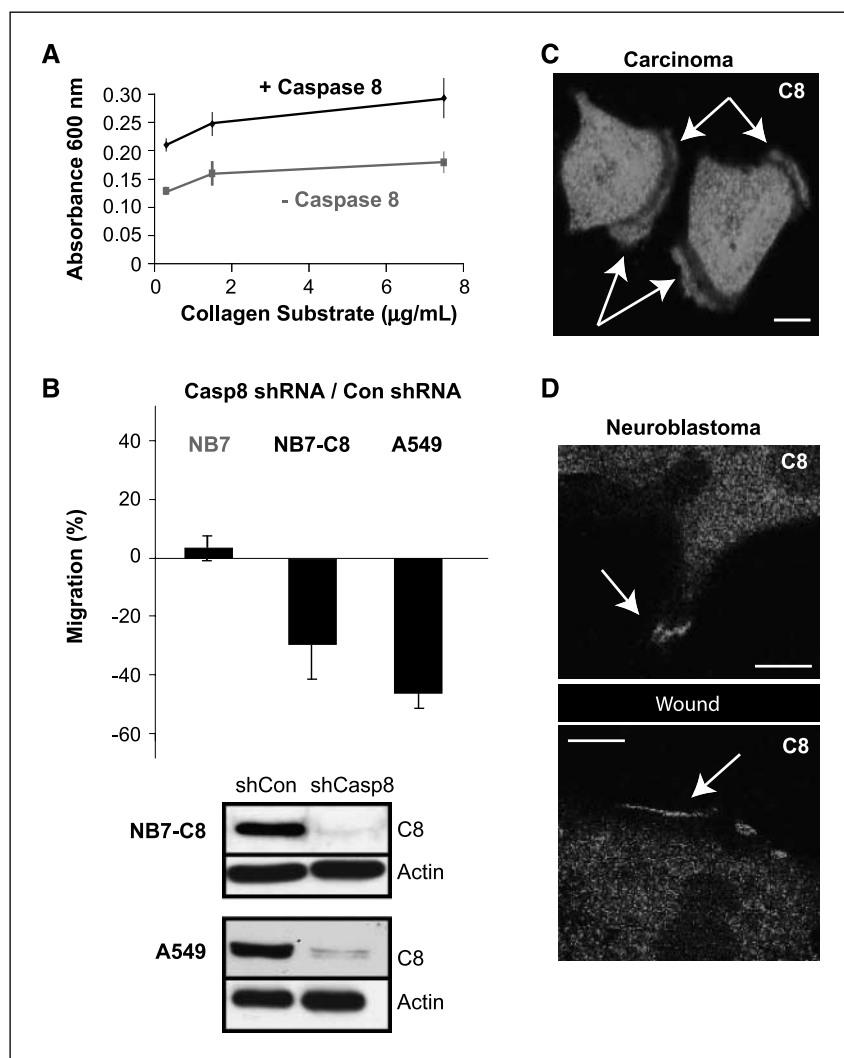 A
Absorbance 600 nm
0.30
0.25
0.20
0.15
0.10
0.05
0
+ Caspase 8
- Caspase 8
0 2 4 6 8
Collagen Substrate (µg/mL)
B
Casp8 shRNA / Con shRNA
NB7 NB7-C8 A549
Migration (%)
40
20
0
-20
-40
-60
shCon shCasp8
NB7-C8 C8
Actin
A549 C8
Actin
C
Carcinoma
C8
D
Neuroblastoma
C8
Wound
C8